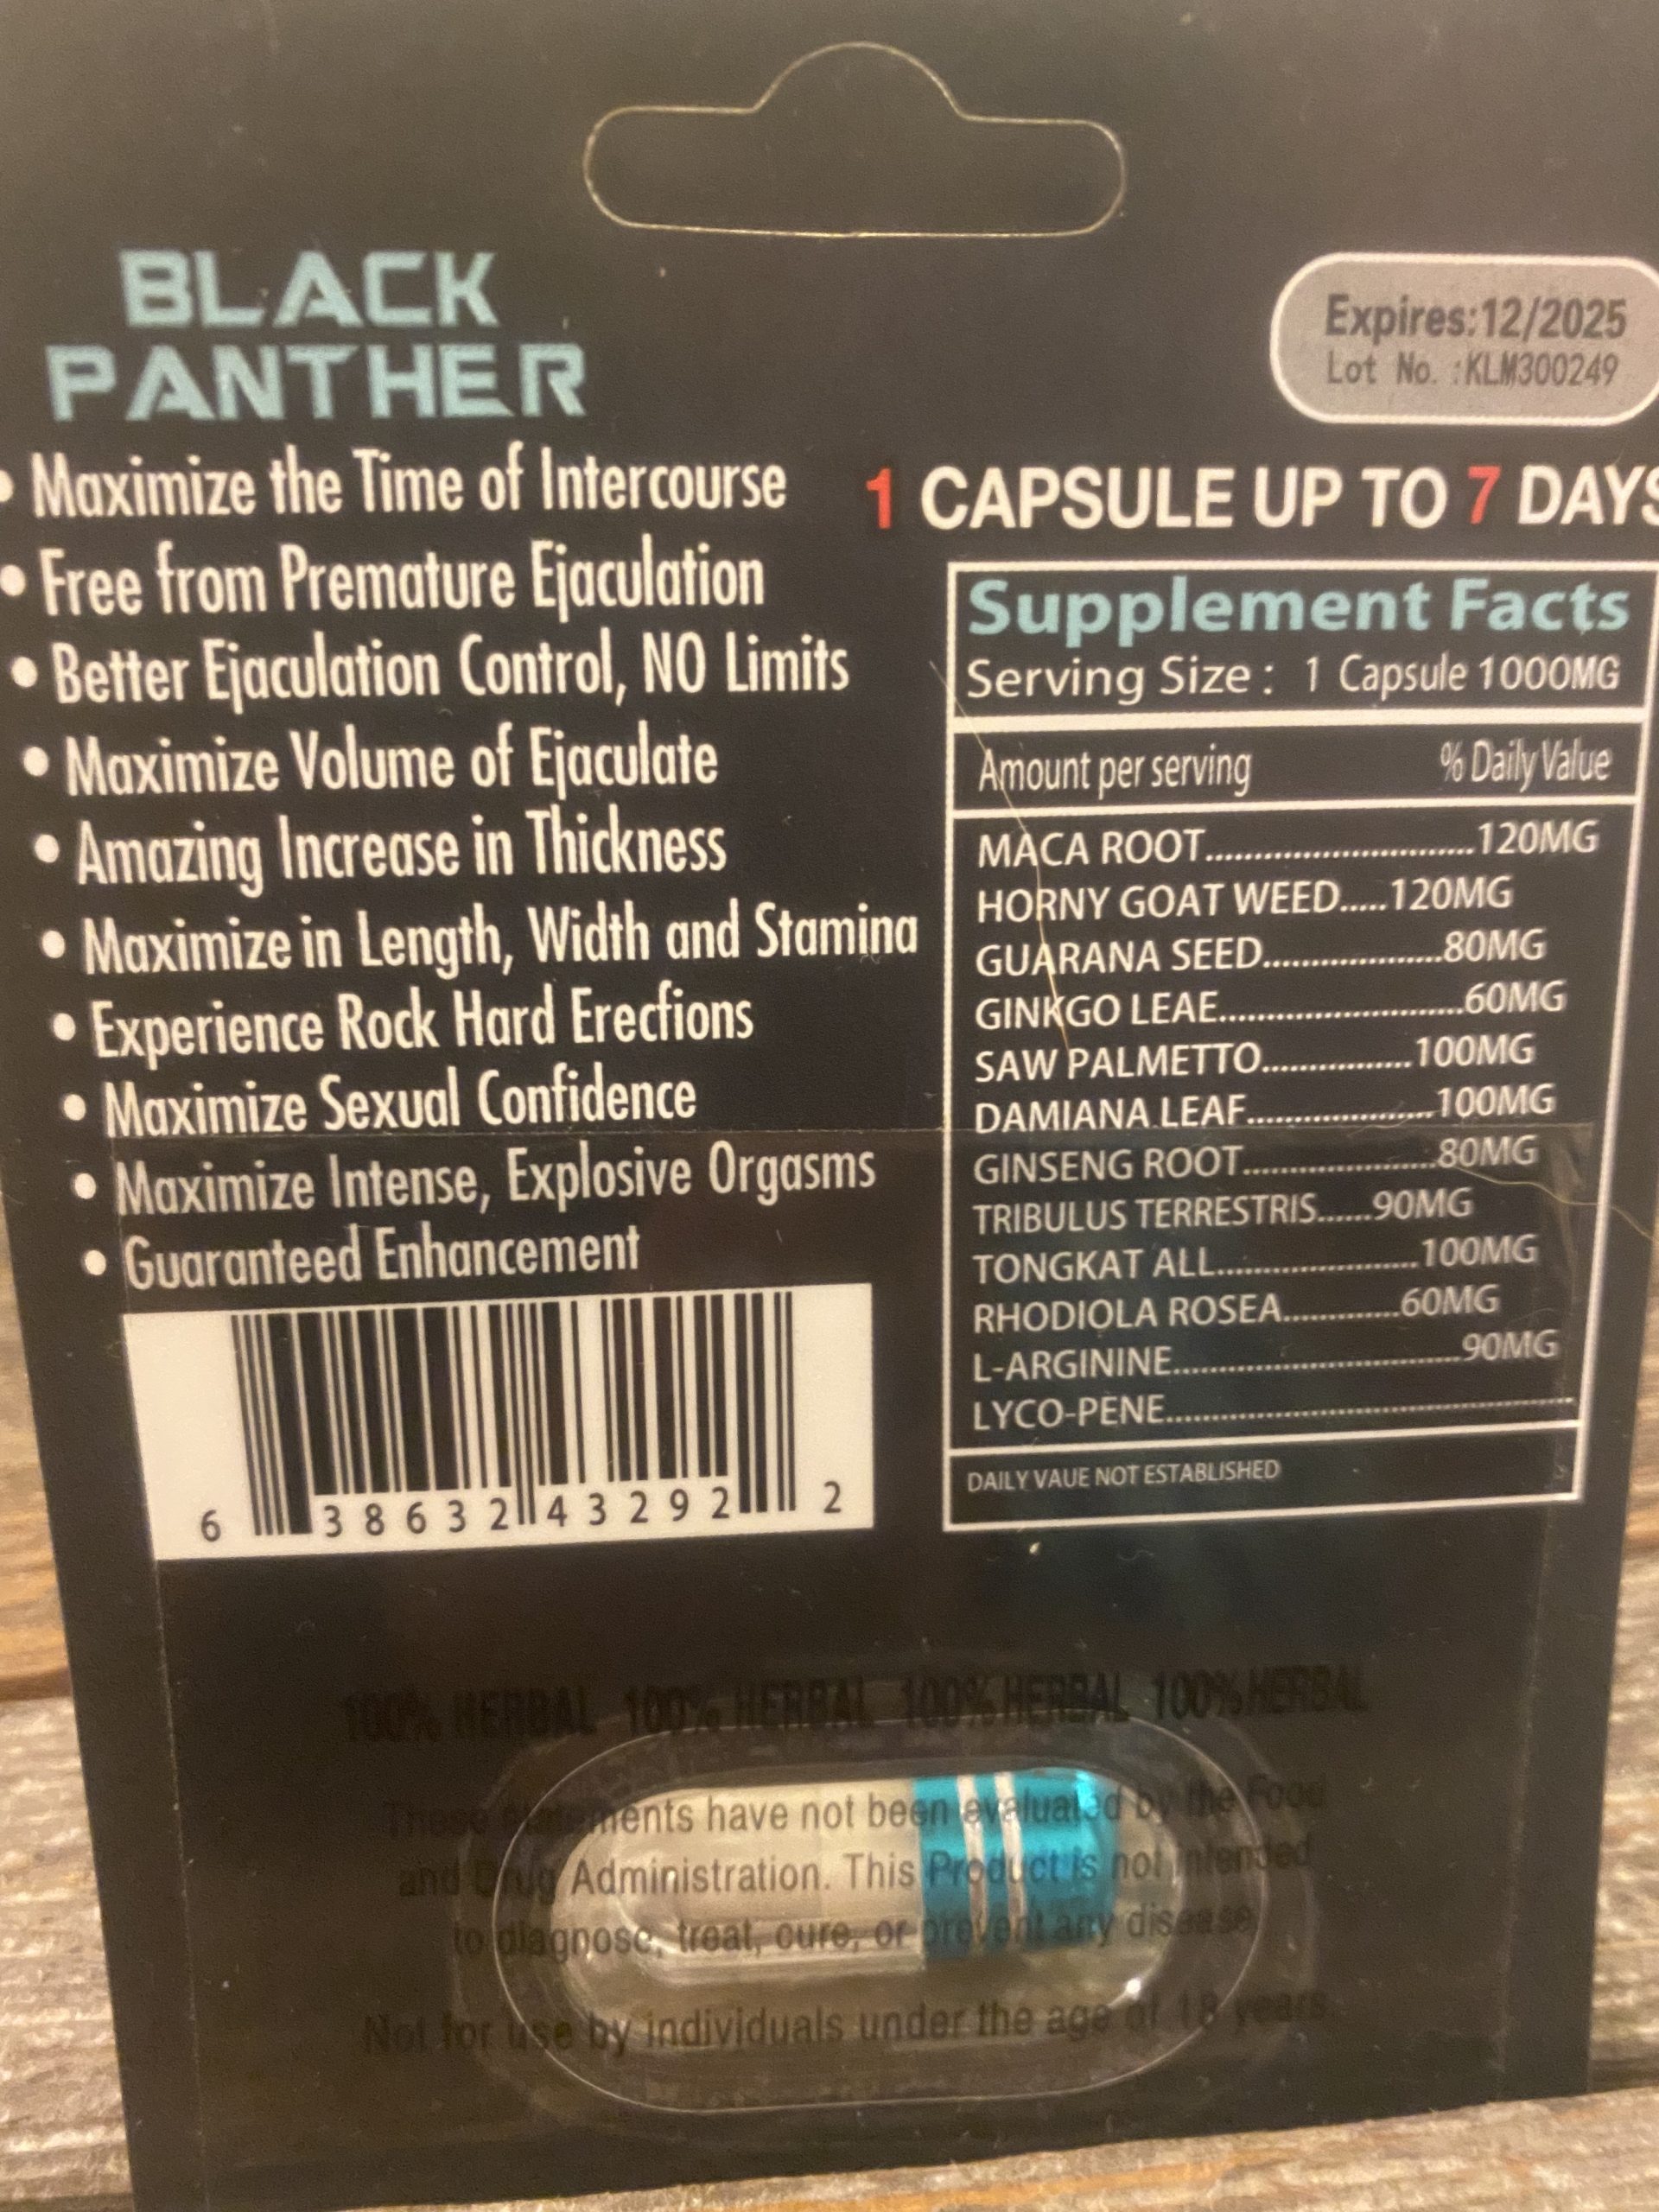 BLACK
PANTHER
Expires:12/2025
Lot No. :KLM300249
• Maximize the Time of Intercourse
• Free from Premature Ejaculation
• Better Ejaculation Control, NO Limits
• Maximize Volume of Ejaculate
• Amazing Increase in Thickness
• Maximize in Length, Width and Stamina
• Experience Rock Hard Erections
• Maximize Sexual Confidence
• Maximize Intense, Explosive Orgasms
• Guaranteed Enhancement
1 CAPSULE UP TO 7 DAYS
Supplement Facts
Serving Size : 1 Capsule 1000MG
Amount per serving % Daily Value
MACA ROOT............................120MG
HORNY GOAT WEED.....120MG
GUARANA SEED...................80MG
GINKGO LEAE.........................60MG
SAW PALMETTO...............100MG
DAMIANA LEAF...................100MG
GINSENG ROOT....................80MG
TRIBULUS TERRESTRIS......90MG
TONGKAT ALL.....................100MG
RHODIOLA ROSEA............60MG
L-ARGININE.............................90MG
LYCO-PENE.........................................
DAILY VAUE NOT ESTABLISHED
6 38632 43292 2
100% HERBAL 100% HERBAL 100% HERBAL 100% HERBAL
These statements have not been evaluated by the Food
and Drug Administration. This Product is not intended
to diagnose, treat, cure, or prevent any disease
Not for use by individuals under the age of 18 years